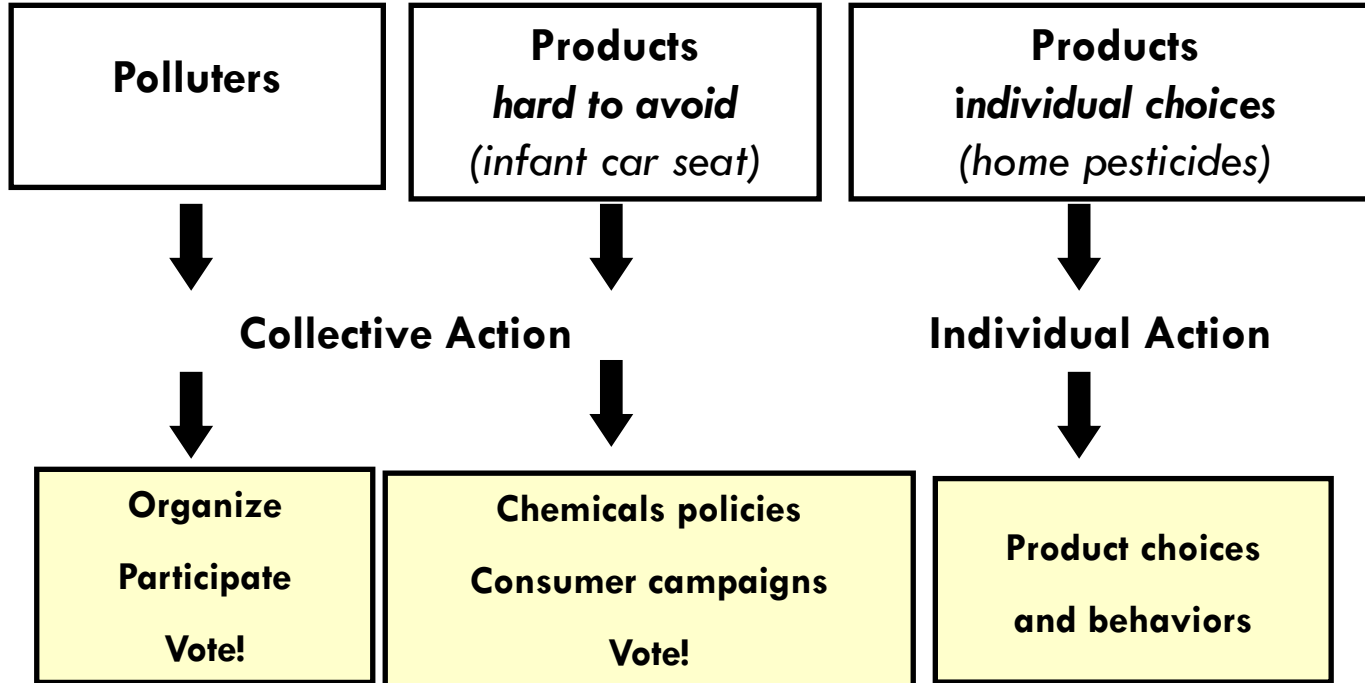 Polluters
Products
hard to avoid
(infant car seat)
Products
individual choices
(home pesticides)
Collective Action
Individual Action
Organize
Participate
Vote!
Chemicals policies
Consumer campaigns
Vote!
Product choices
and behaviors